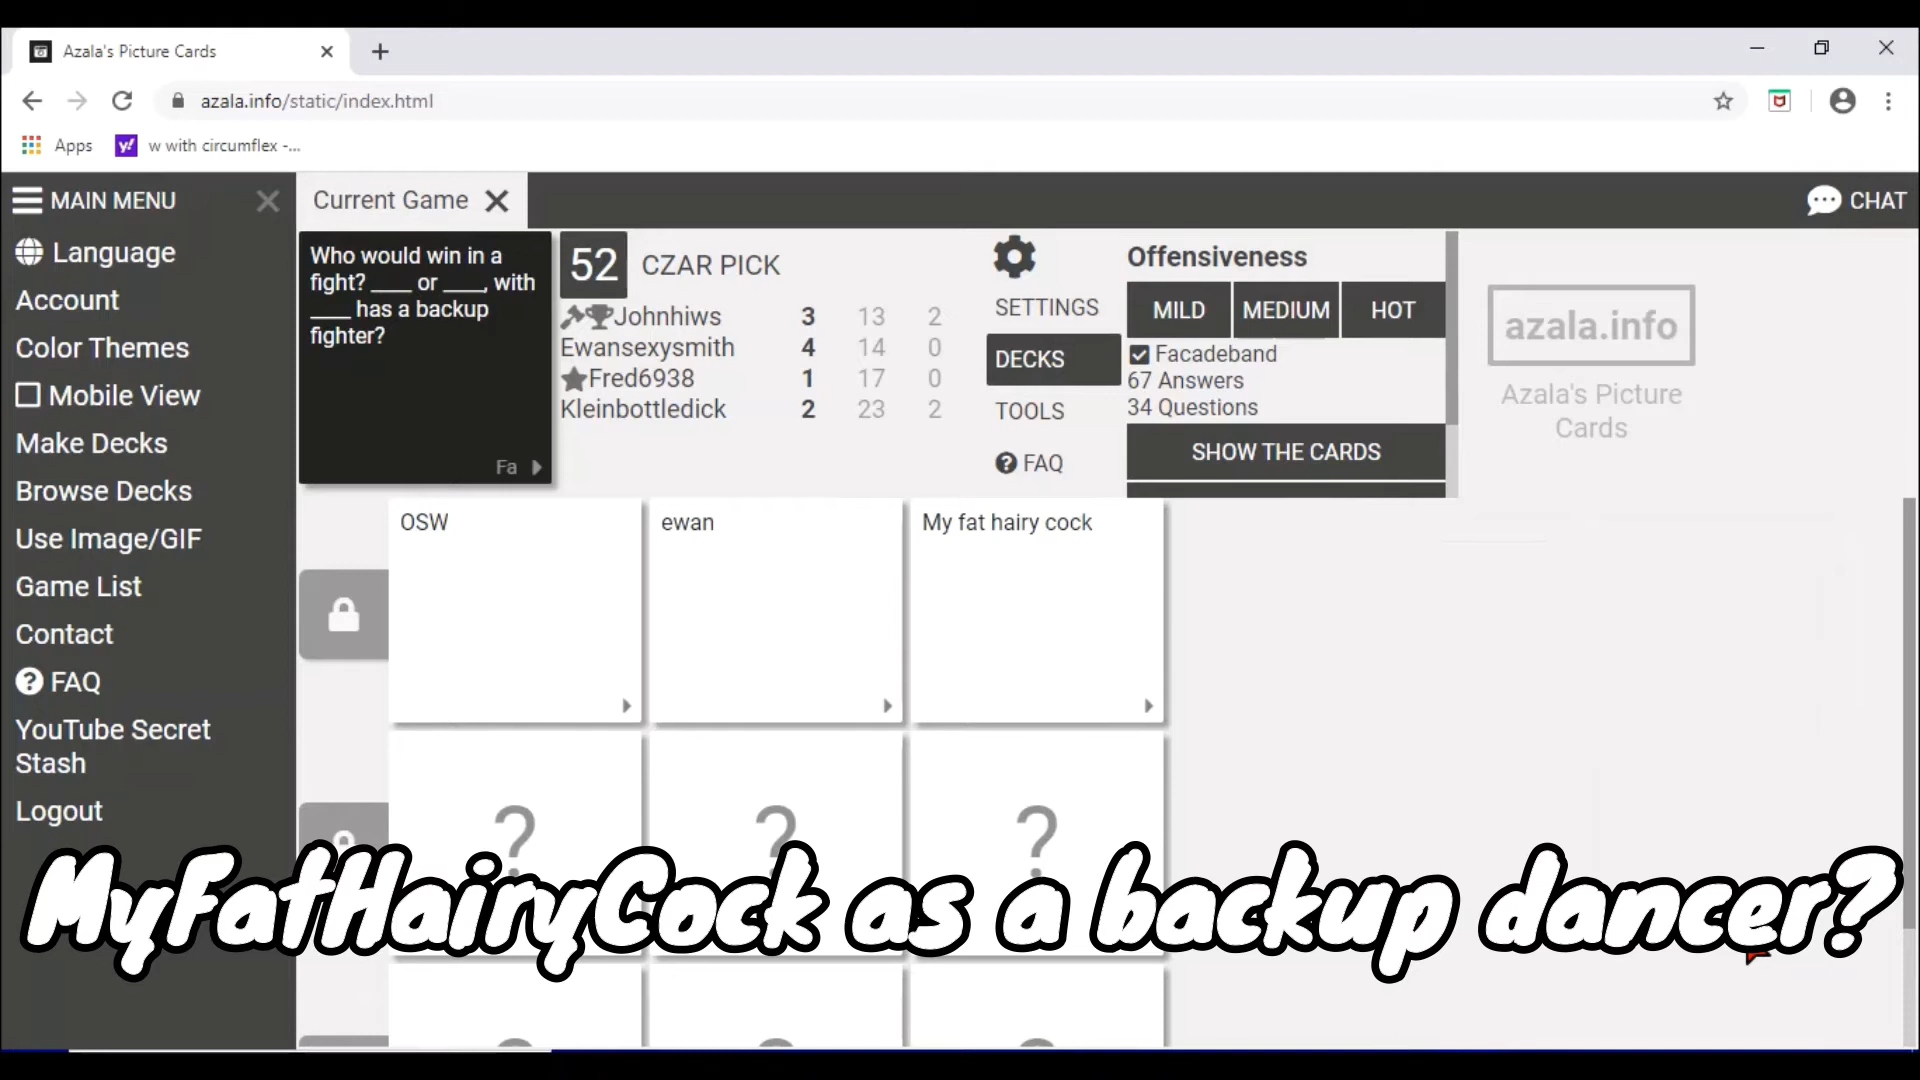 Azala's Picture Cards
azala.info/static/index.html
Apps
w with circumflex -...
MAIN MENU
Current Game
CHAT
Language
Account
Color Themes
Mobile View
Make Decks
Browse Decks
Use Image/GIF
Game List
Contact
FAQ
YouTube Secret
Stash
Logout
Who would win in a
fight? ____ or ____, with
____ has a backup
fighter?
Fa
52 CZAR PICK
Johnhiws 3 13 2
Ewansexysmith 4 14 0
Fred6938 1 17 0
Kleinbottledick 2 23 2
SETTINGS
DECKS
TOOLS
FAQ
Offensiveness
MILD MEDIUM HOT
Facadeband
67 Answers
34 Questions
SHOW THE CARDS
azala.info
Azala's Picture
Cards
OSW
ewan
My fat hairy cock
? ? ?
MyFatHairyCock as a backup dancer?